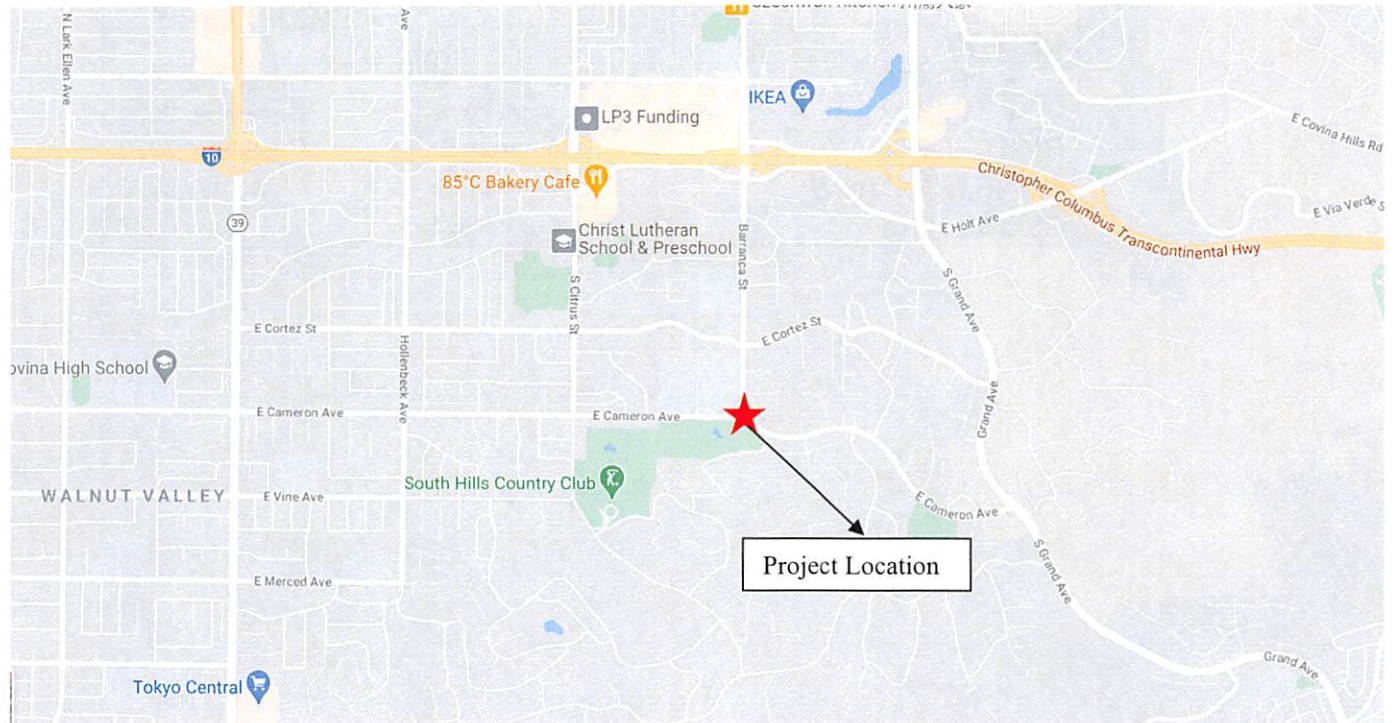 N Lark Ellen Ave
Ave
IKEA
LP3 Funding
E Covina Hills Rd
10
85°C Bakery Cafe
Christopher Columbus Transcontinental Hwy
E Via Verde S
39
E Holt Ave
Christ Lutheran
School & Preschool
Barranca St
S Citrus St
S Grand Ave
E Cortez St
E Cortez St
Hollenbeck Ave
ovina High School
E Cameron Ave
E Cameron Ave
Grand Ave
South Hills Country Club
WALNUT VALLEY
E Vine Ave
E Cameron Ave
Project Location
S Grand Ave
E Merced Ave
Grand Ave
Tokyo Central